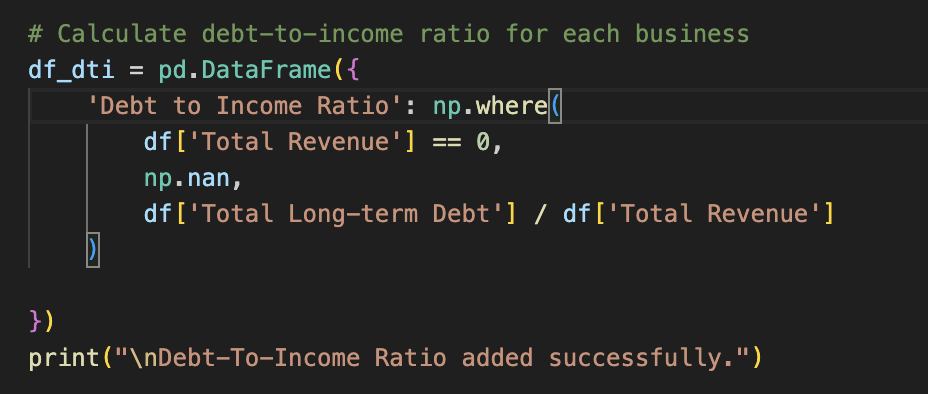 # Calculate debt-to-income ratio for each business
df_dti = pd.DataFrame({
    'Debt to Income Ratio': np.where(
        df['Total Revenue'] == 0,
        np.nan,
        df['Total Long-term Debt'] / df['Total Revenue']
    )
})
print("\nDebt-To-Income Ratio added successfully.")